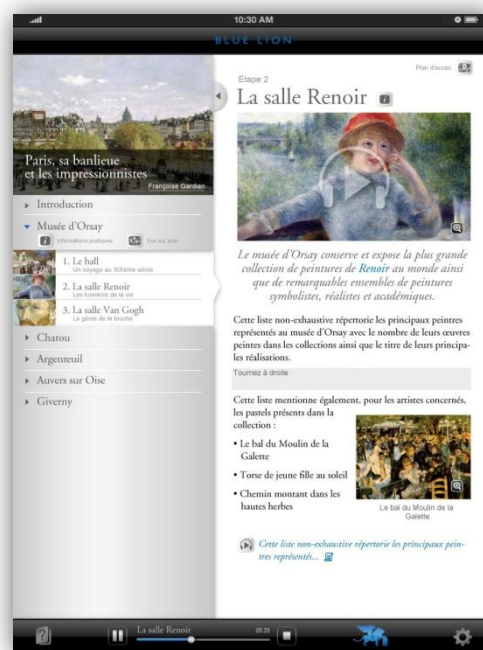 10:30 AM
BLUE LION
Paris, sa banlieue
et les impressionnistes
Françoise Gardian
Introduction
Musée d'Orsay
Informations pratiques
Vue sur plan
1. Le hall
Un voyage au XIXème siècle
2. La salle Renoir
Les lumières de la vie
3. La salle Van Gogh
Le génie de la touche
Chatou
Argenteuil
Auvers sur Oise
Giverny
Plan d'accès
Etape 2
La salle Renoir
Le musée d'Orsay conserve et expose la plus grande
collection de peintures de Renoir au monde ainsi
que de remarquables ensembles de peintures
symbolistes, réalistes et académiques.
Cette liste non-exhaustive répertorie les principaux peintres
représentés au musée d'Orsay avec le nombre de leurs œuvres
peintes dans les collections ainsi que le titre de leurs principa-
les réalisations.
Tournez à droite
Cette liste mentionne également, pour les artistes concernés,
les pastels présents dans la
collection :
• Le bal du Moulin de la
Galette
• Torse de jeune fille au soleil
• Chemin montant dans les
hautes herbes
Le bal du Moulin de la
Galette
Cette liste non-exhaustive répertorie les principaux pein-
tres représentés...
La salle Renoir
05:35